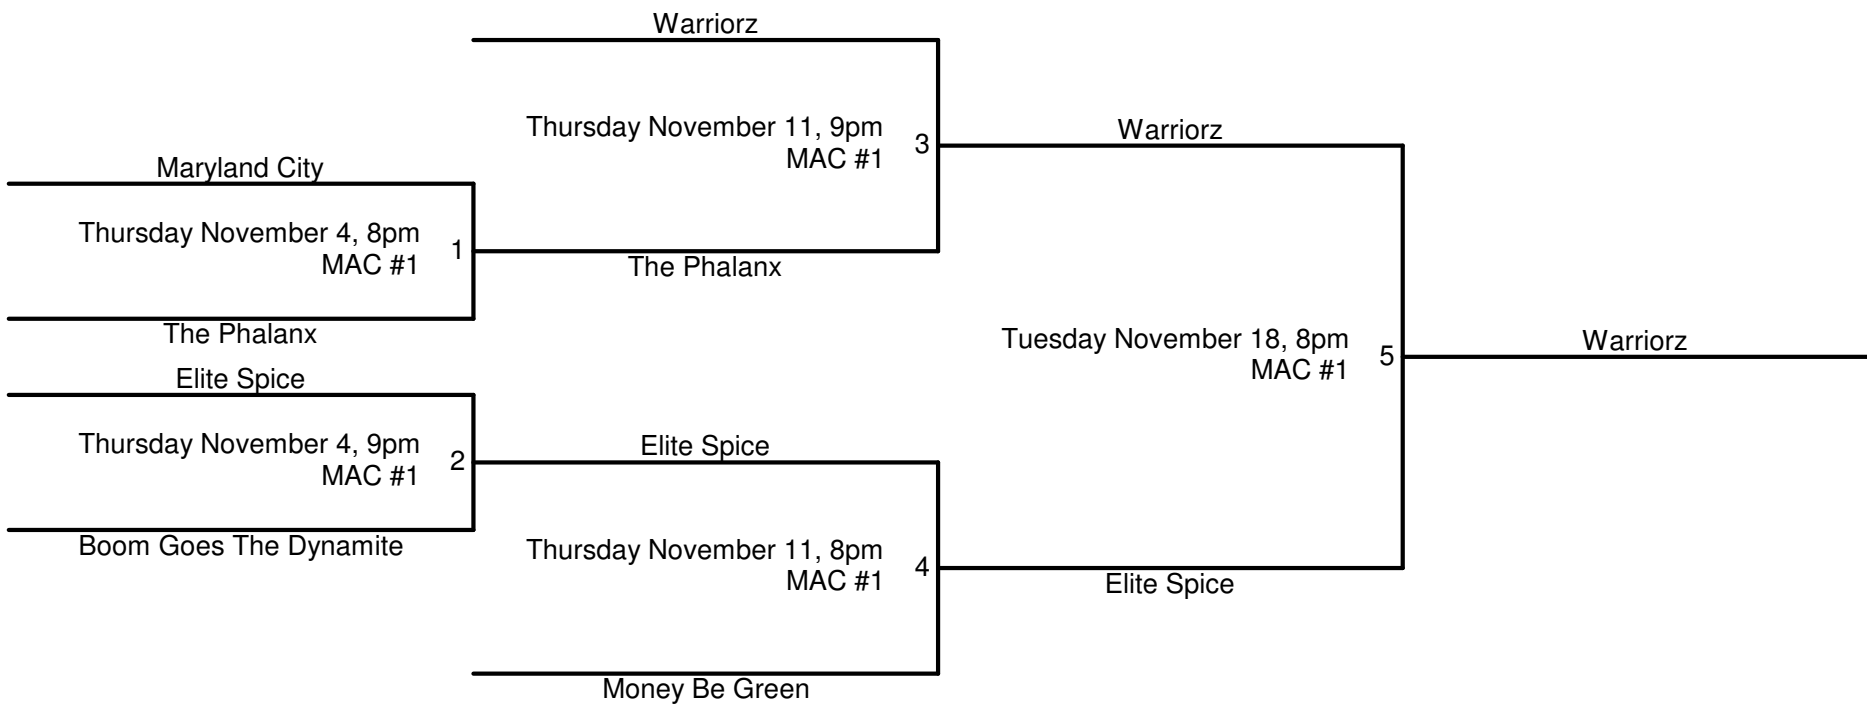 Warriorz
Thursday November 11, 9pm
MAC #1
3
Warriorz
Maryland City
Thursday November 4, 8pm
MAC #1
1
The Phalanx
The Phalanx
Tuesday November 18, 8pm
MAC #1
5
Warriorz
Elite Spice
Thursday November 4, 9pm
MAC #1
2
Elite Spice
Boom Goes The Dynamite
Thursday November 11, 8pm
MAC #1
4
Elite Spice
Money Be Green